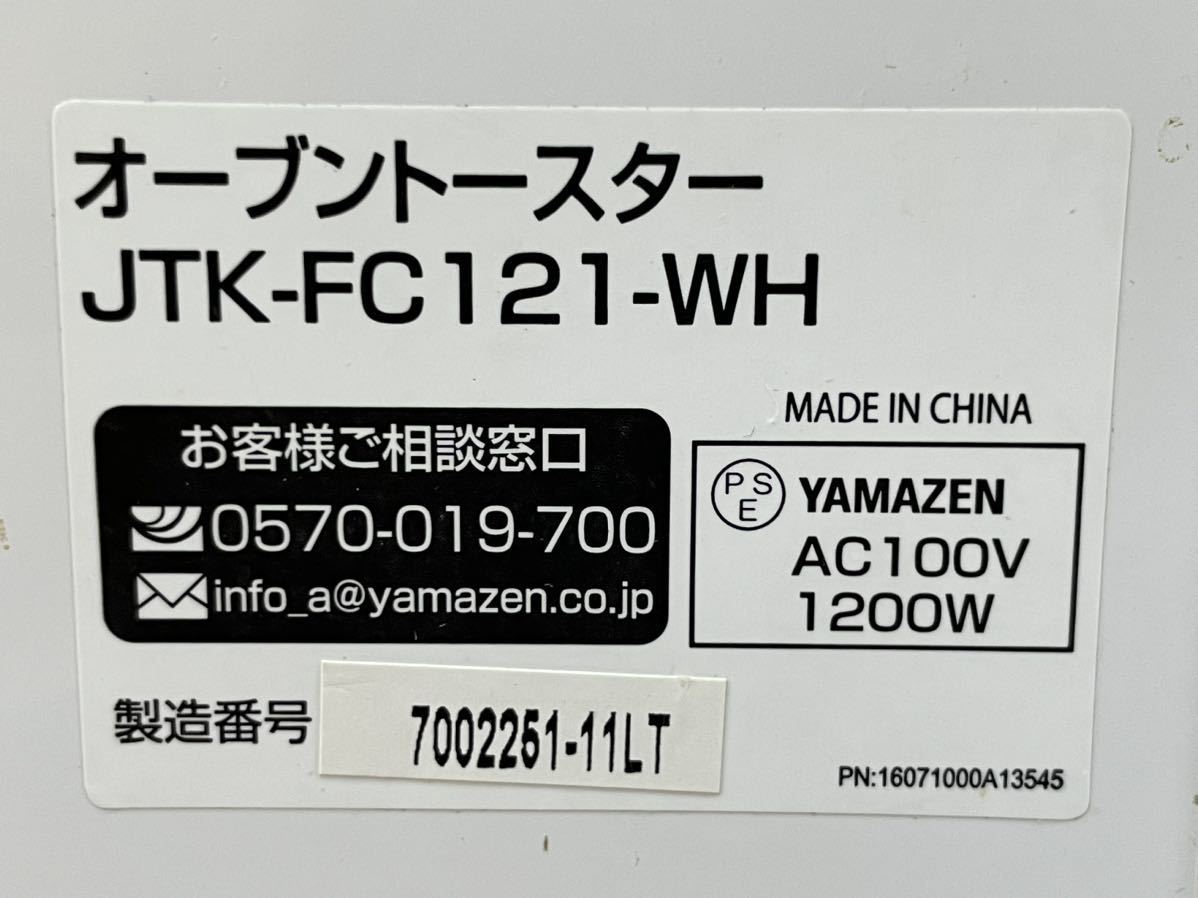 オーブントースター
JTK-FC121-WH
お客様ご相談窓口
0570-019-700
info_a@yamazen.co.jp
MADE IN CHINA
PSE YAMAZEN
AC100V
1200W
製造番号 7002251-11LT
PN:16071000A13545